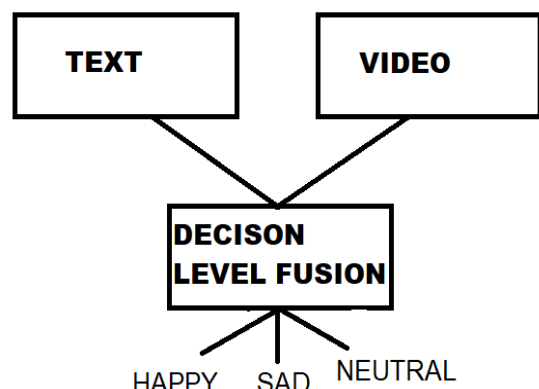 TEXT
VIDEO
DECISON
LEVEL FUSION
HAPPY
SAD
NEUTRAL